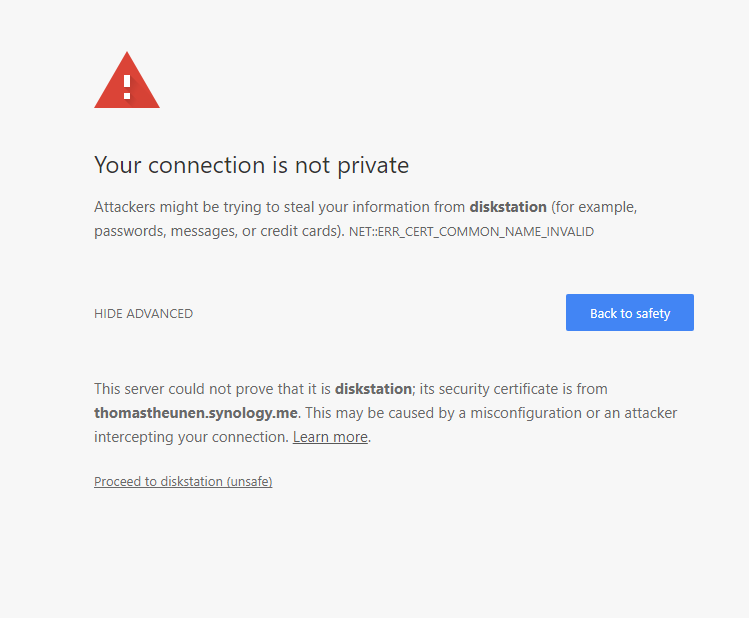 Your connection is not private
Attackers might be trying to steal your information from diskstation (for example,
passwords, messages, or credit cards). NET::ERR_CERT_COMMON_NAME_INVALID
HIDE ADVANCED
Back to safety
This server could not prove that it is diskstation; its security certificate is from
thomastheunen.synology.me. This may be caused by a misconfiguration or an attacker
intercepting your connection. Learn more.
Proceed to diskstation (unsafe)